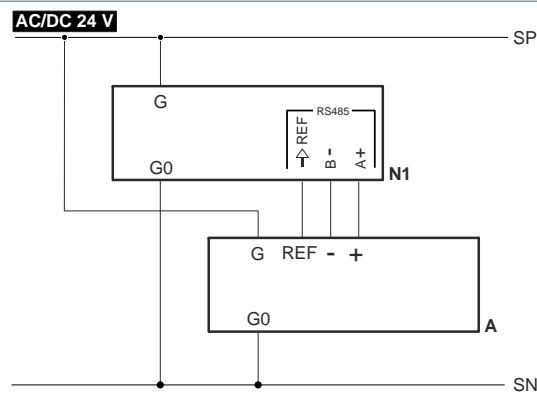 AC/DC 24 V
SP
G
RS485
REF
B -
A +
G0
N1
G REF - +
G0
A
SN